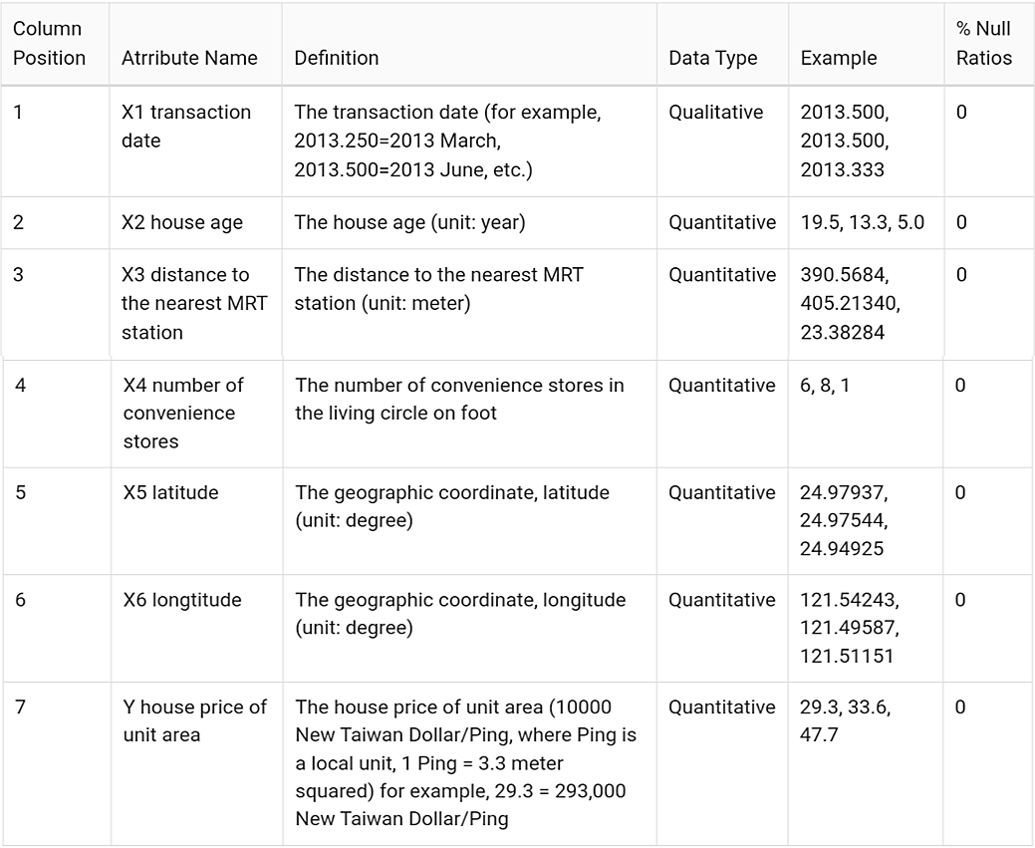 Column Position | Atrribute Name | Definition | Data Type | Example | % Null Ratios
1 | X1 transaction date | The transaction date (for example, 2013.250=2013 March, 2013.500=2013 June, etc.) | Qualitative | 2013.500, 2013.500, 2013.333 | 0
2 | X2 house age | The house age (unit: year) | Quantitative | 19.5, 13.3, 5.0 | 0
3 | X3 distance to the nearest MRT station | The distance to the nearest MRT station (unit: meter) | Quantitative | 390.5684, 405.21340, 23.38284 | 0
4 | X4 number of convenience stores | The number of convenience stores in the living circle on foot | Quantitative | 6, 8, 1 | 0
5 | X5 latitude | The geographic coordinate, latitude (unit: degree) | Quantitative | 24.97937, 24.97544, 24.94925 | 0
6 | X6 longtitude | The geographic coordinate, longitude (unit: degree) | Quantitative | 121.54243, 121.49587, 121.51151 | 0
7 | Y house price of unit area | The house price of unit area (10000 New Taiwan Dollar/Ping, where Ping is a local unit, 1 Ping = 3.3 meter squared) for example, 29.3 = 293,000 New Taiwan Dollar/Ping | Quantitative | 29.3, 33.6, 47.7 | 0